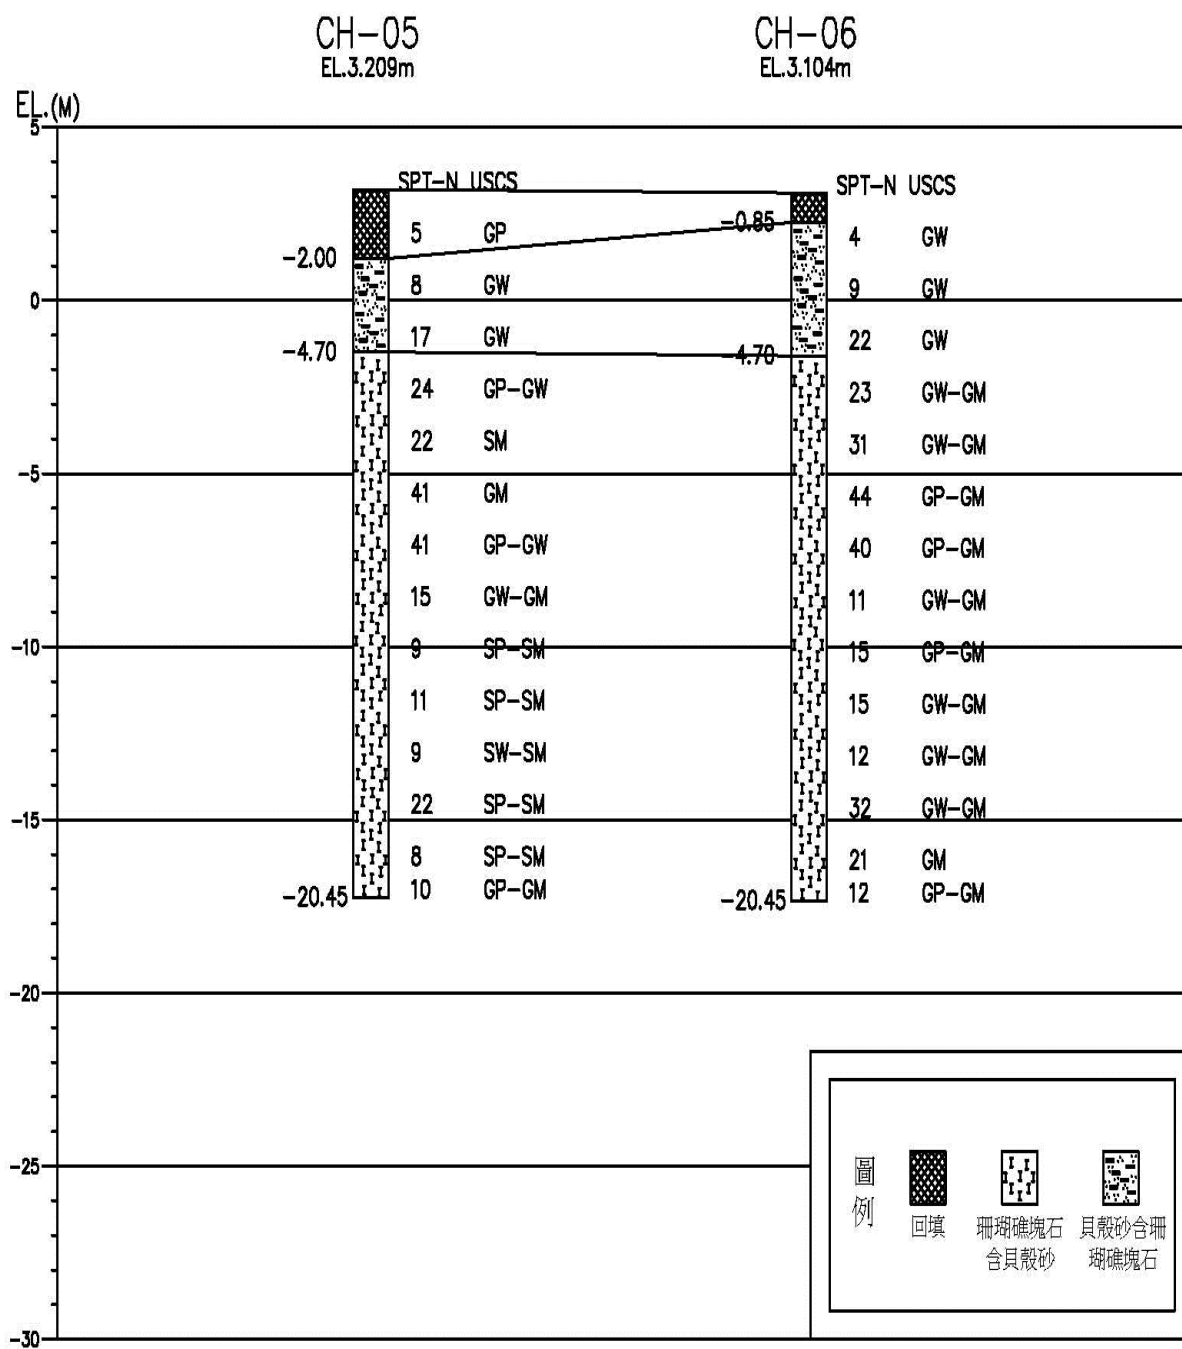 CH-05 CH-06
EL.3.209m EL.3.104m
EL.(M)
5
SPT-N USCS SPT-N USCS
-0.85
5 GP 4 GW
-2.00
8 GW 9 GW
0
17 GW 22 GW
-4.70 -4.70
24 GP-GW 23 GW-GM
22 SM 31 GW-GM
-5
41 GM 44 GP-GM
41 GP-GW 40 GP-GM
15 GW-GM 11 GW-GM
-10
9 SP-SM 15 GP-GM
11 SP-SM 15 GW-GM
9 SW-SM 12 GW-GM
22 SP-SM 32 GW-GM
-15
8 SP-SM 21 GM
10 GP-GM 12 GP-GM
-20.45 -20.45
-20
-25
圖例
回填 珊瑚礁塊石 貝殼砂含珊
含貝殼砂 瑚礁塊石
-30